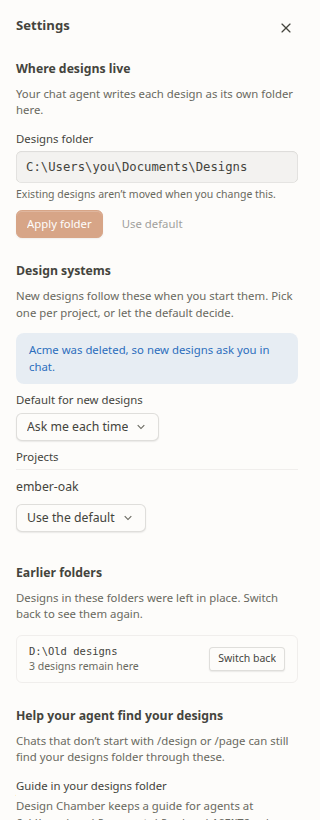 Settings
Where designs live
Your chat agent writes each design as its own folder
here.
Designs folder
C:\Users\you\Documents\Designs
Existing designs aren't moved when you change this.
Apply folder
Use default
Design systems
New designs follow these when you start them. Pick
one per project, or let the default decide.
Acme was deleted, so new designs ask you in
chat.
Default for new designs
Ask me each time
Projects
ember-oak
Use the default
Earlier folders
Designs in these folders were left in place. Switch
back to see them again.
D:\Old designs
3 designs remain here
Switch back
Help your agent find your designs
Chats that don't start with /design or /page can still
find your designs folder through these.
Guide in your designs folder
Design Chamber keeps a guide for agents at